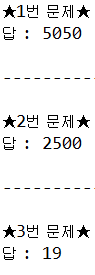 ★1번 문제★
답 : 5050
- - - - - - - - -
★2번 문제★
답 : 2500
- - - - - - - - -
★3번 문제★
답 : 19